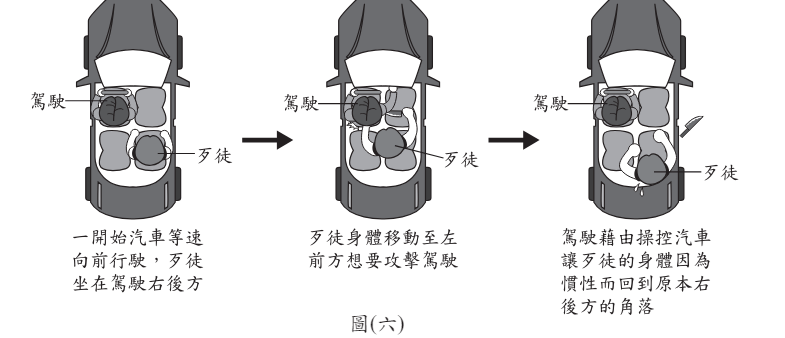 駕駛
歹徒
駕駛
歹徒
駕駛
歹徒
一開始汽車等速
向前行駛，歹徒
坐在駕駛右後方
歹徒身體移動至左
前方想要攻擊駕駛
駕駛藉由操控汽車
讓歹徒的身體因為
慣性而回到原本右
後方的角落
圖(六)